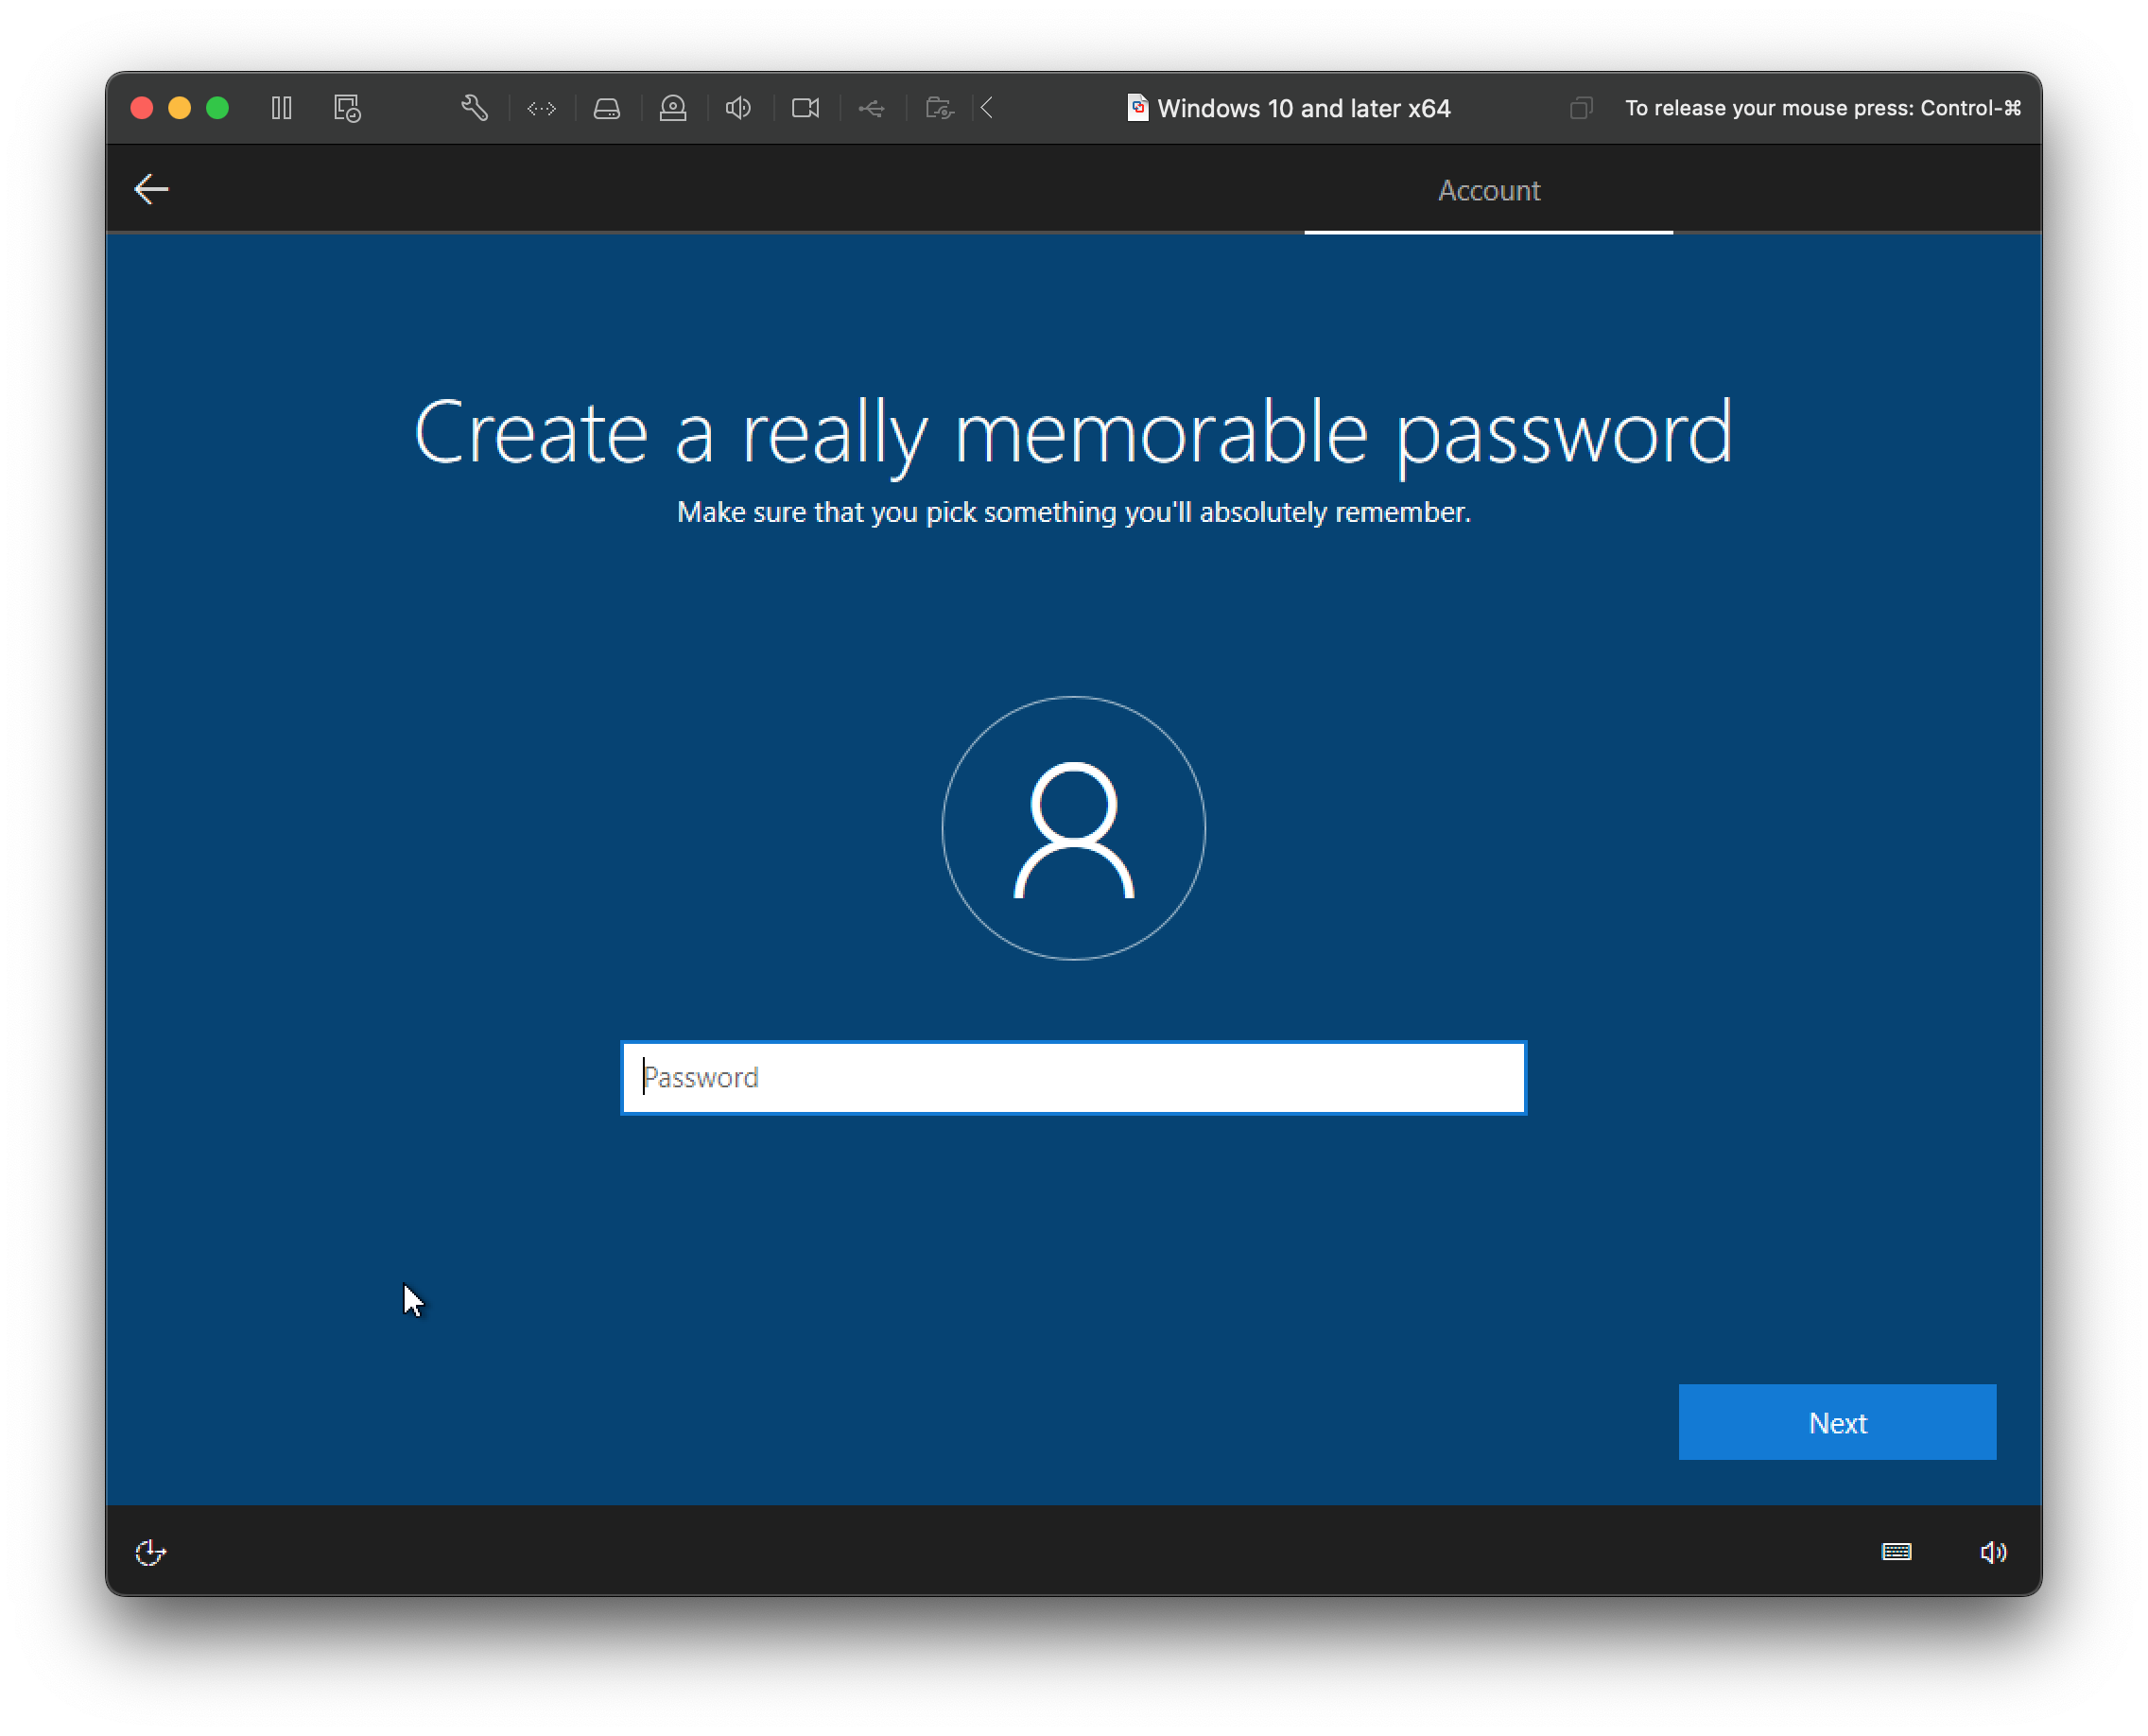 Windows 10 and later x64
To release your mouse press: Control-⌘
Account
Create a really memorable password
Make sure that you pick something you'll absolutely remember.
Password
Next